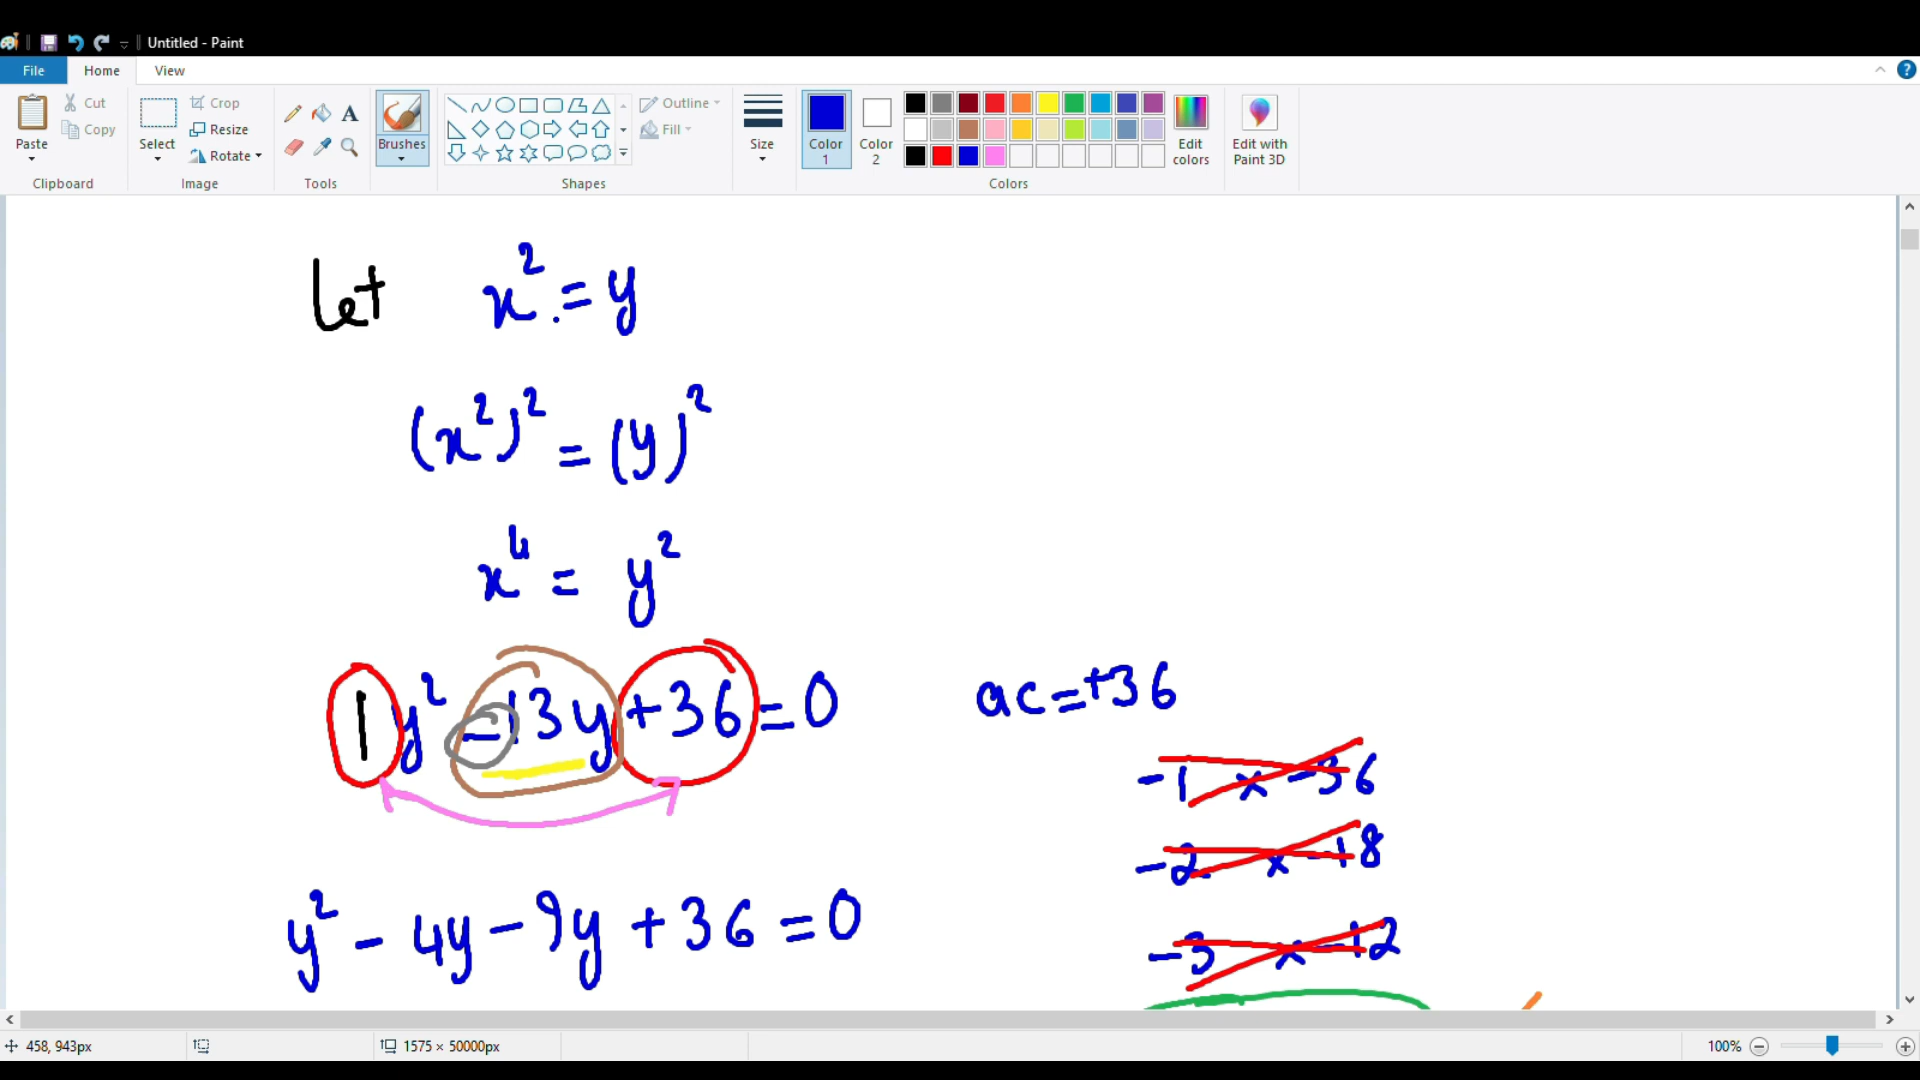 Untitled - Paint
File Home View
Paste
Cut
Copy
Clipboard
Select
Crop
Resize
Rotate
Image
Tools
Brushes
Outline
Fill
Shapes
Size
Color 1
Color 2
Edit colors
Colors
Edit with Paint 3D
let x² = y
(x²)² = (y)²
x⁴ = y²
1y² -13y +36 = 0
ac = +36
-1 x -36
-2 x -18
-3 x -12
y² - 4y - 9y + 36 = 0
458, 943px
1575 × 50000px
100%